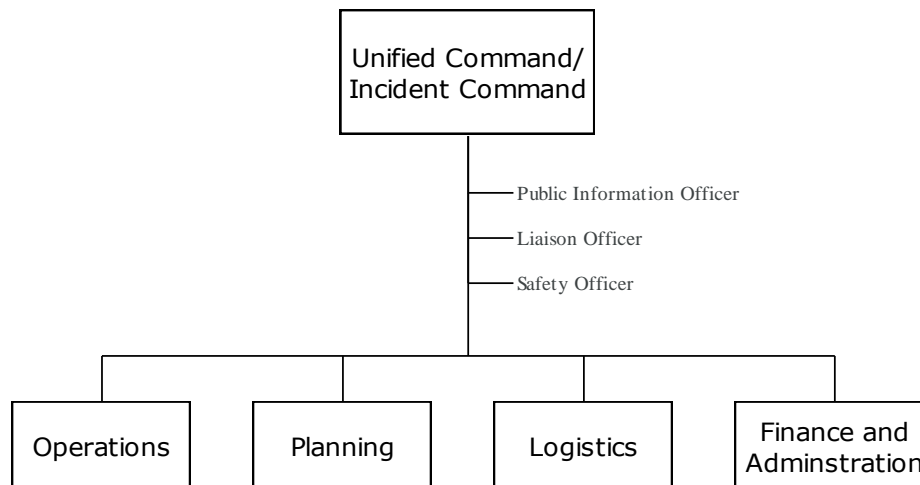 Unified Command/
Incident Command
Public Information Officer
Liaison Officer
Safety Officer
Operations
Planning
Logistics
Finance and
Adminstration